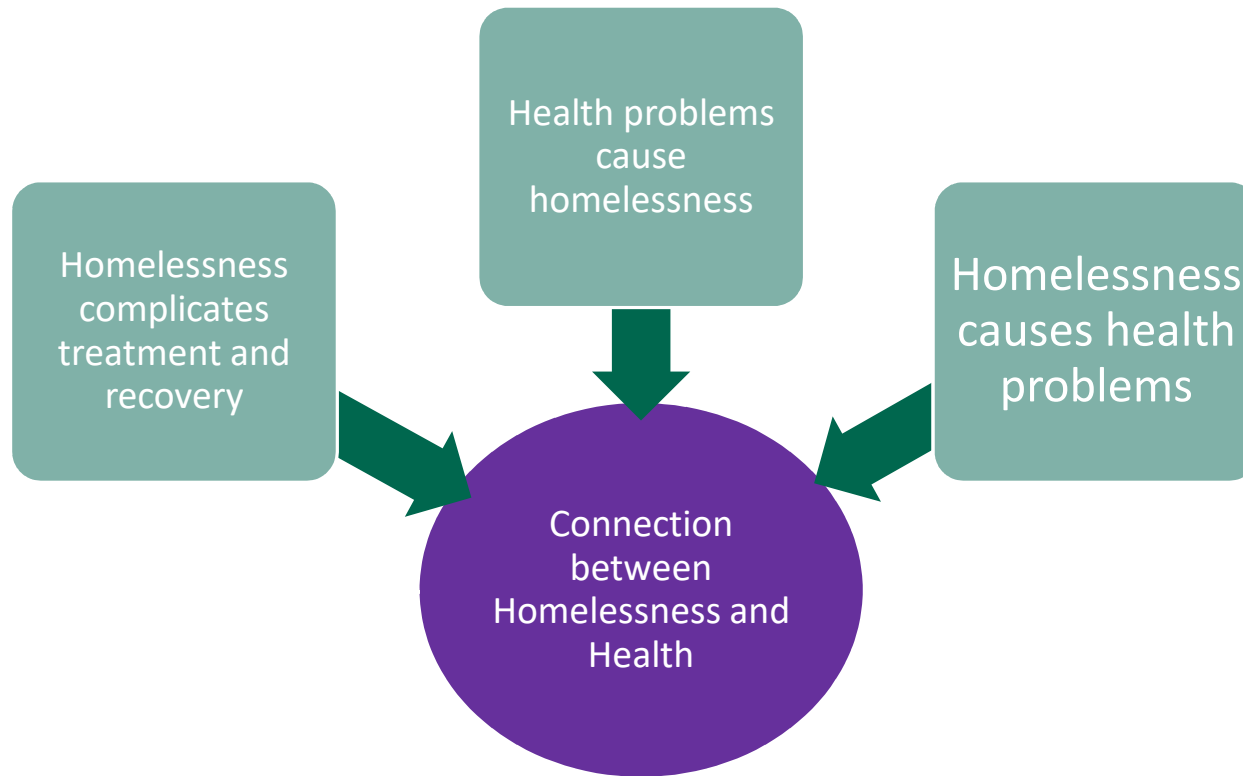 Health problems
cause
homelessness
Homelessness
complicates
treatment and
recovery
Homelessness
causes health
problems
Connection
between
Homelessness and
Health